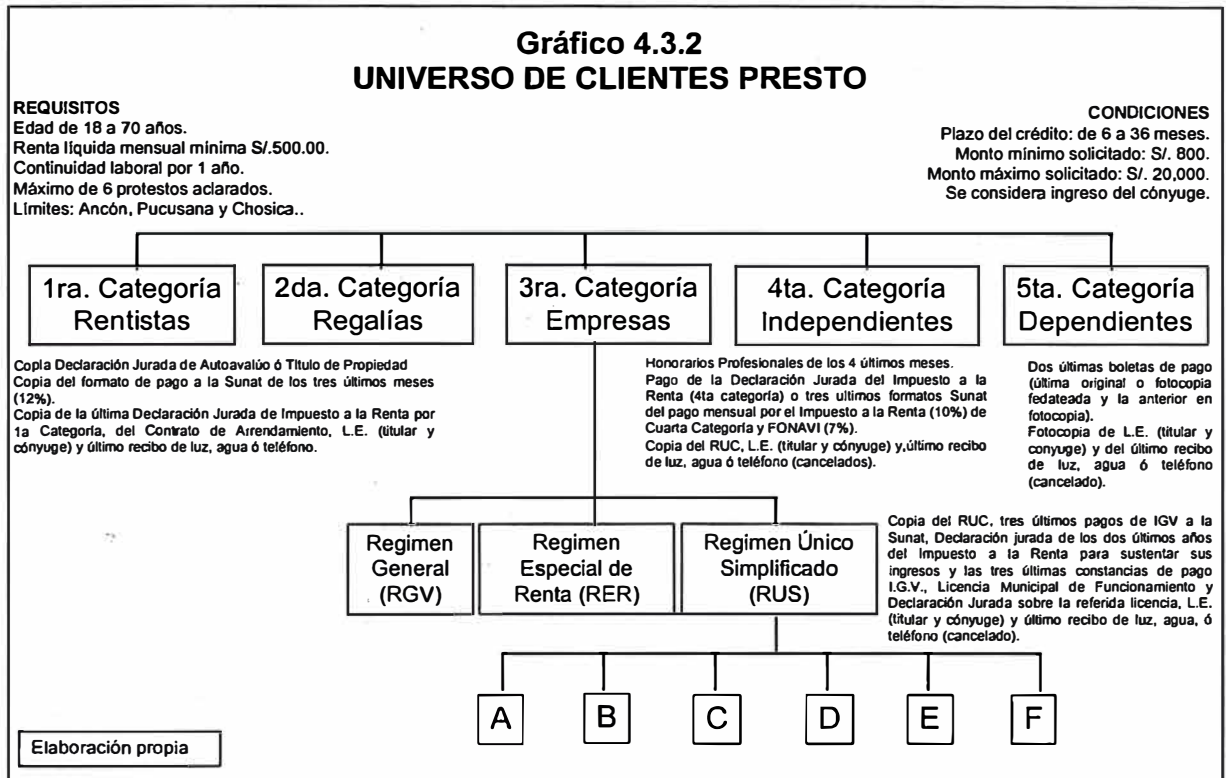 Gráfico 4.3.2
UNIVERSO DE CLIENTES PRESTO
REQUISITOS
Edad de 18 a 70 años.
Renta líquida mensual mínima S/.500.00.
Continuidad laboral por 1 año.
Máximo de 6 protestos aclarados.
Límites: Ancón, Pucusana y Chosica..
CONDICIONES
Plazo del crédito: de 6 a 36 meses.
Monto mínimo solicitado: S/. 800.
Monto máximo solicitado: S/. 20,000.
Se considera ingreso del cónyuge.
1ra. Categoría
Rentistas
2da. Categoría
Regalías
3ra. Categoría
Empresas
4ta. Categoría
Independientes
5ta. Categoría
Dependientes
Copia Declaración Jurada de Autoavalúo ó Título de Propiedad
Copia del formato de pago a la Sunat de los tres últimos meses
(12%).
Copia de la última Declaración Jurada de Impuesto a la Renta por
1a Categoría, del Contrato de Arrendamiento, L.E. (titular y
cónyuge) y último recibo de luz, agua ó teléfono.
Honorarios Profesionales de los 4 últimos meses.
Pago de la Declaración Jurada del Impuesto a la
Renta (4ta categoría) o tres ultimos formatos Sunat
del pago mensual por el Impuesto a la Renta (10%) de
Cuarta Categoría y FONAVI (7%).
Copia del RUC, L.E. (titular y cónyuge) y,último recibo
de luz, agua ó teléfono (cancelados).
Dos últimas boletas de pago
(última original o fotocopia
fedateada y la anterior en
fotocopia).
Fotocopia de L.E. (titular y
conyuge) y del último recibo
de luz, agua ó teléfono
(cancelado).
Regimen
General
(RGV)
Regimen
Especial de
Renta (RER)
Regimen Único
Simplificado
(RUS)
Copia del RUC, tres últimos pagos de IGV a la
Sunat, Declaración jurada de los dos últimos años
del Impuesto a la Renta para sustentar sus
ingresos y las tres últimas constancias de pago
I.G.V., Licencia Municipal de Funcionamiento y
Declaración Jurada sobre la referida licencia, L.E.
(titular y cónyuge) y último recibo de luz, agua, ó
teléfono (cancelado).
A B C D E F
Elaboración propia